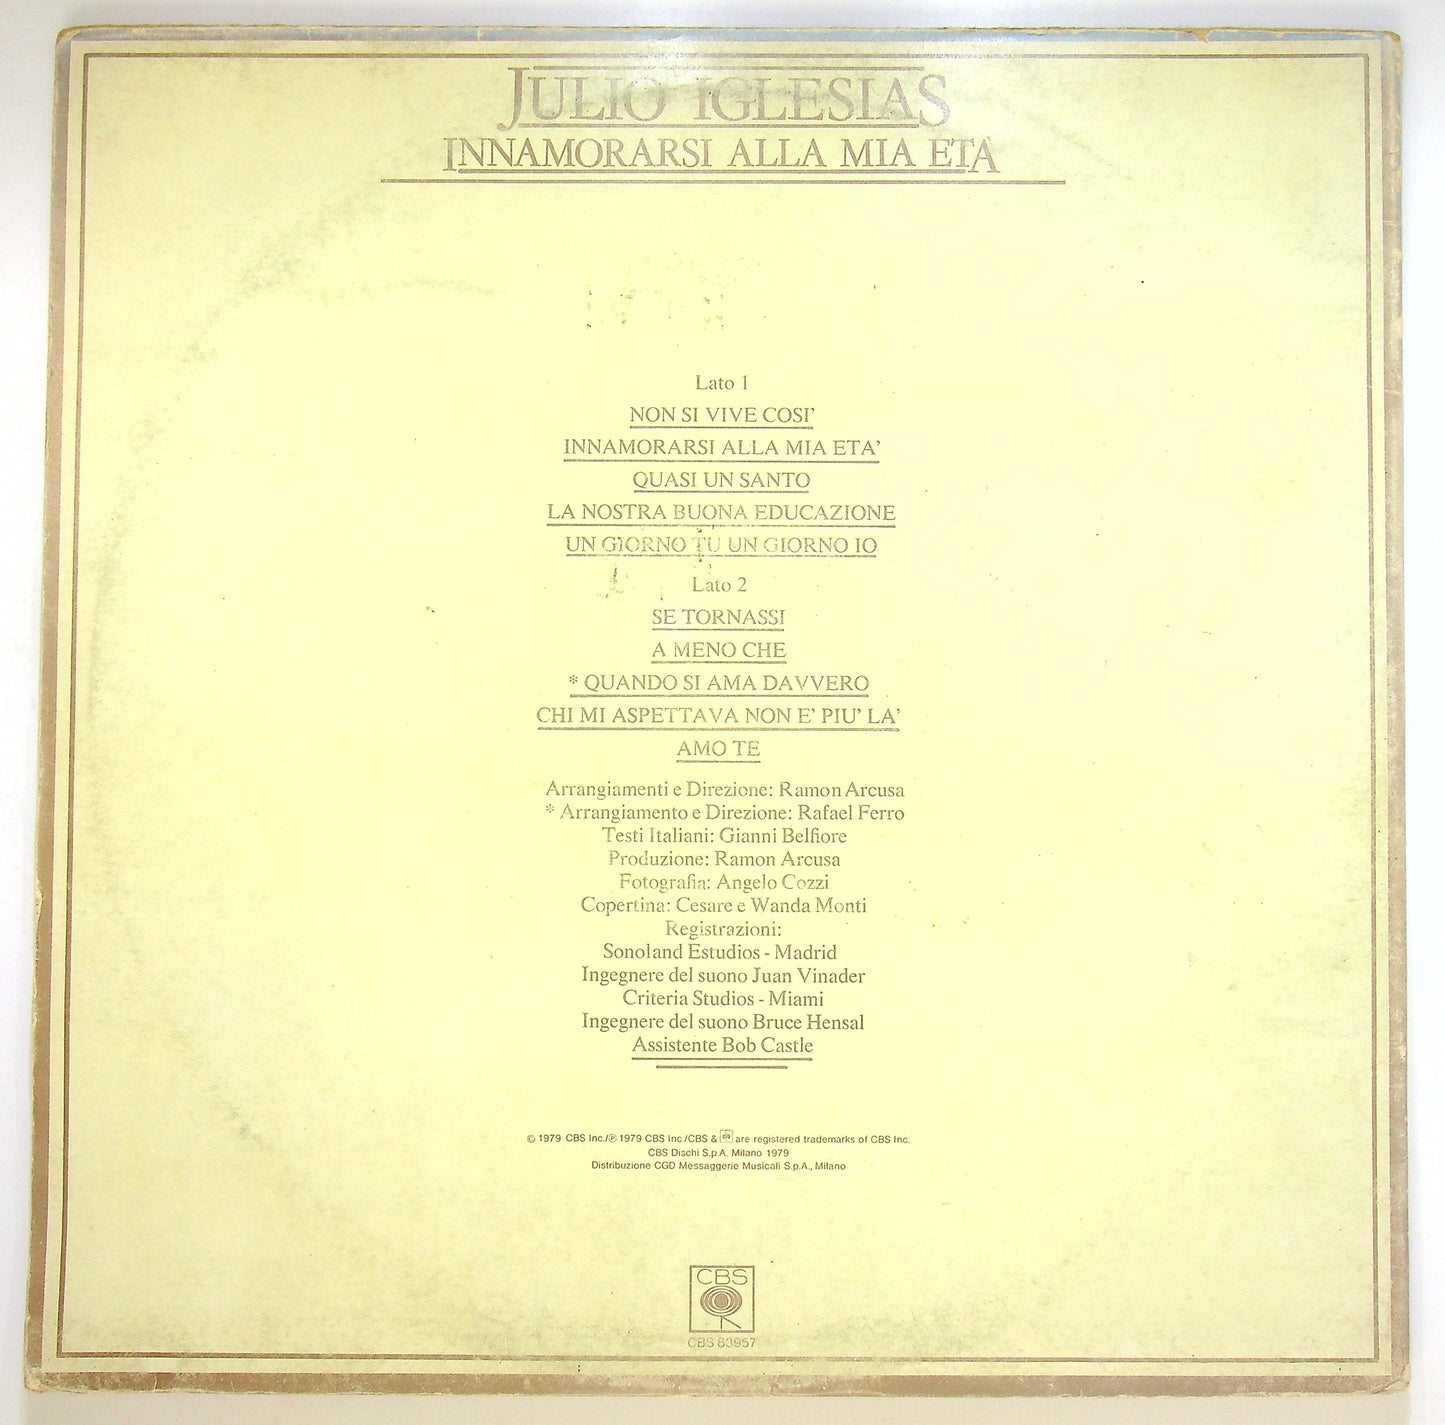 JULIO IGLESIAS
INNAMORARSI ALLA MIA ETÀ
Lato 1
NON SI VIVE COSI'
INNAMORARSI ALLA MIA ETA'
QUASI UN SANTO
LA NOSTRA BUONA EDUCAZIONE
UN GIORNO TU UN GIORNO IO
Lato 2
SE TORNASSI
A MENO CHE
* QUANDO SI AMA DAVVERO
CHI MI ASPETTAVA NON E' PIU' LA'
AMO TE
Arrangiamenti e Direzione: Ramon Arcusa
* Arrangiamento e Direzione: Rafael Ferro
Testi Italiani: Gianni Belfiore
Produzione: Ramon Arcusa
Fotografia: Angelo Cozzi
Copertina: Cesare e Wanda Monti
Registrazioni:
Sonoland Estudios - Madrid
Ingegnere del suono Juan Vinader
Criteria Studios - Miami
Ingegnere del suono Bruce Hensal
Assistente Bob Castle
© 1979 CBS Inc./℗ 1979 CBS Inc./CBS & are registered trademarks of CBS Inc.
CBS Dischi S.p.A. Milano 1979
Distribuzione CGD Messaggerie Musicali S.p.A., Milano
CBS
CBS 83957